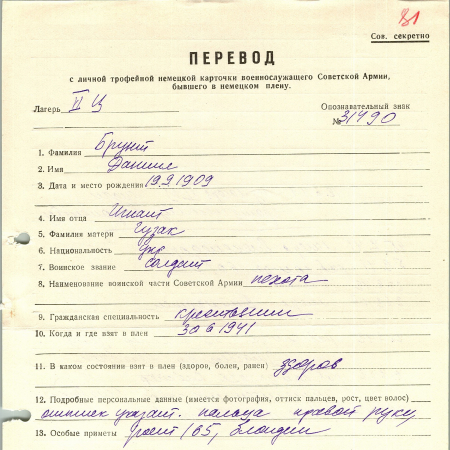 81
Сов. секретно
ПЕРЕВОД
с личной трофейной немецкой карточки военнослужащего Советской Армии,
бывшего в немецком плену.
Лагерь II Ц
Опознавательный знак
№ 31490
1. Фамилия
2. Имя Даниил
3. Дата и место рождения 19.9.1909
4. Имя отца Игнат
5. Фамилия матери Гузак
6. Национальность укр
7. Воинское звание солдат
8. Наименование воинской части Советской Армии пехота
9. Гражданская специальность крестьянин
10. Когда и где взят в плен 30 6 1941
11. В каком состоянии взят в плен (здоров, болен, ранен) здоров
12. Подробные персональные данные (имеется фотография, оттиск пальцев, рост, цвет волос)
оттиск указат. пальца правой руки
13. Особые приметы рост 165, блондин